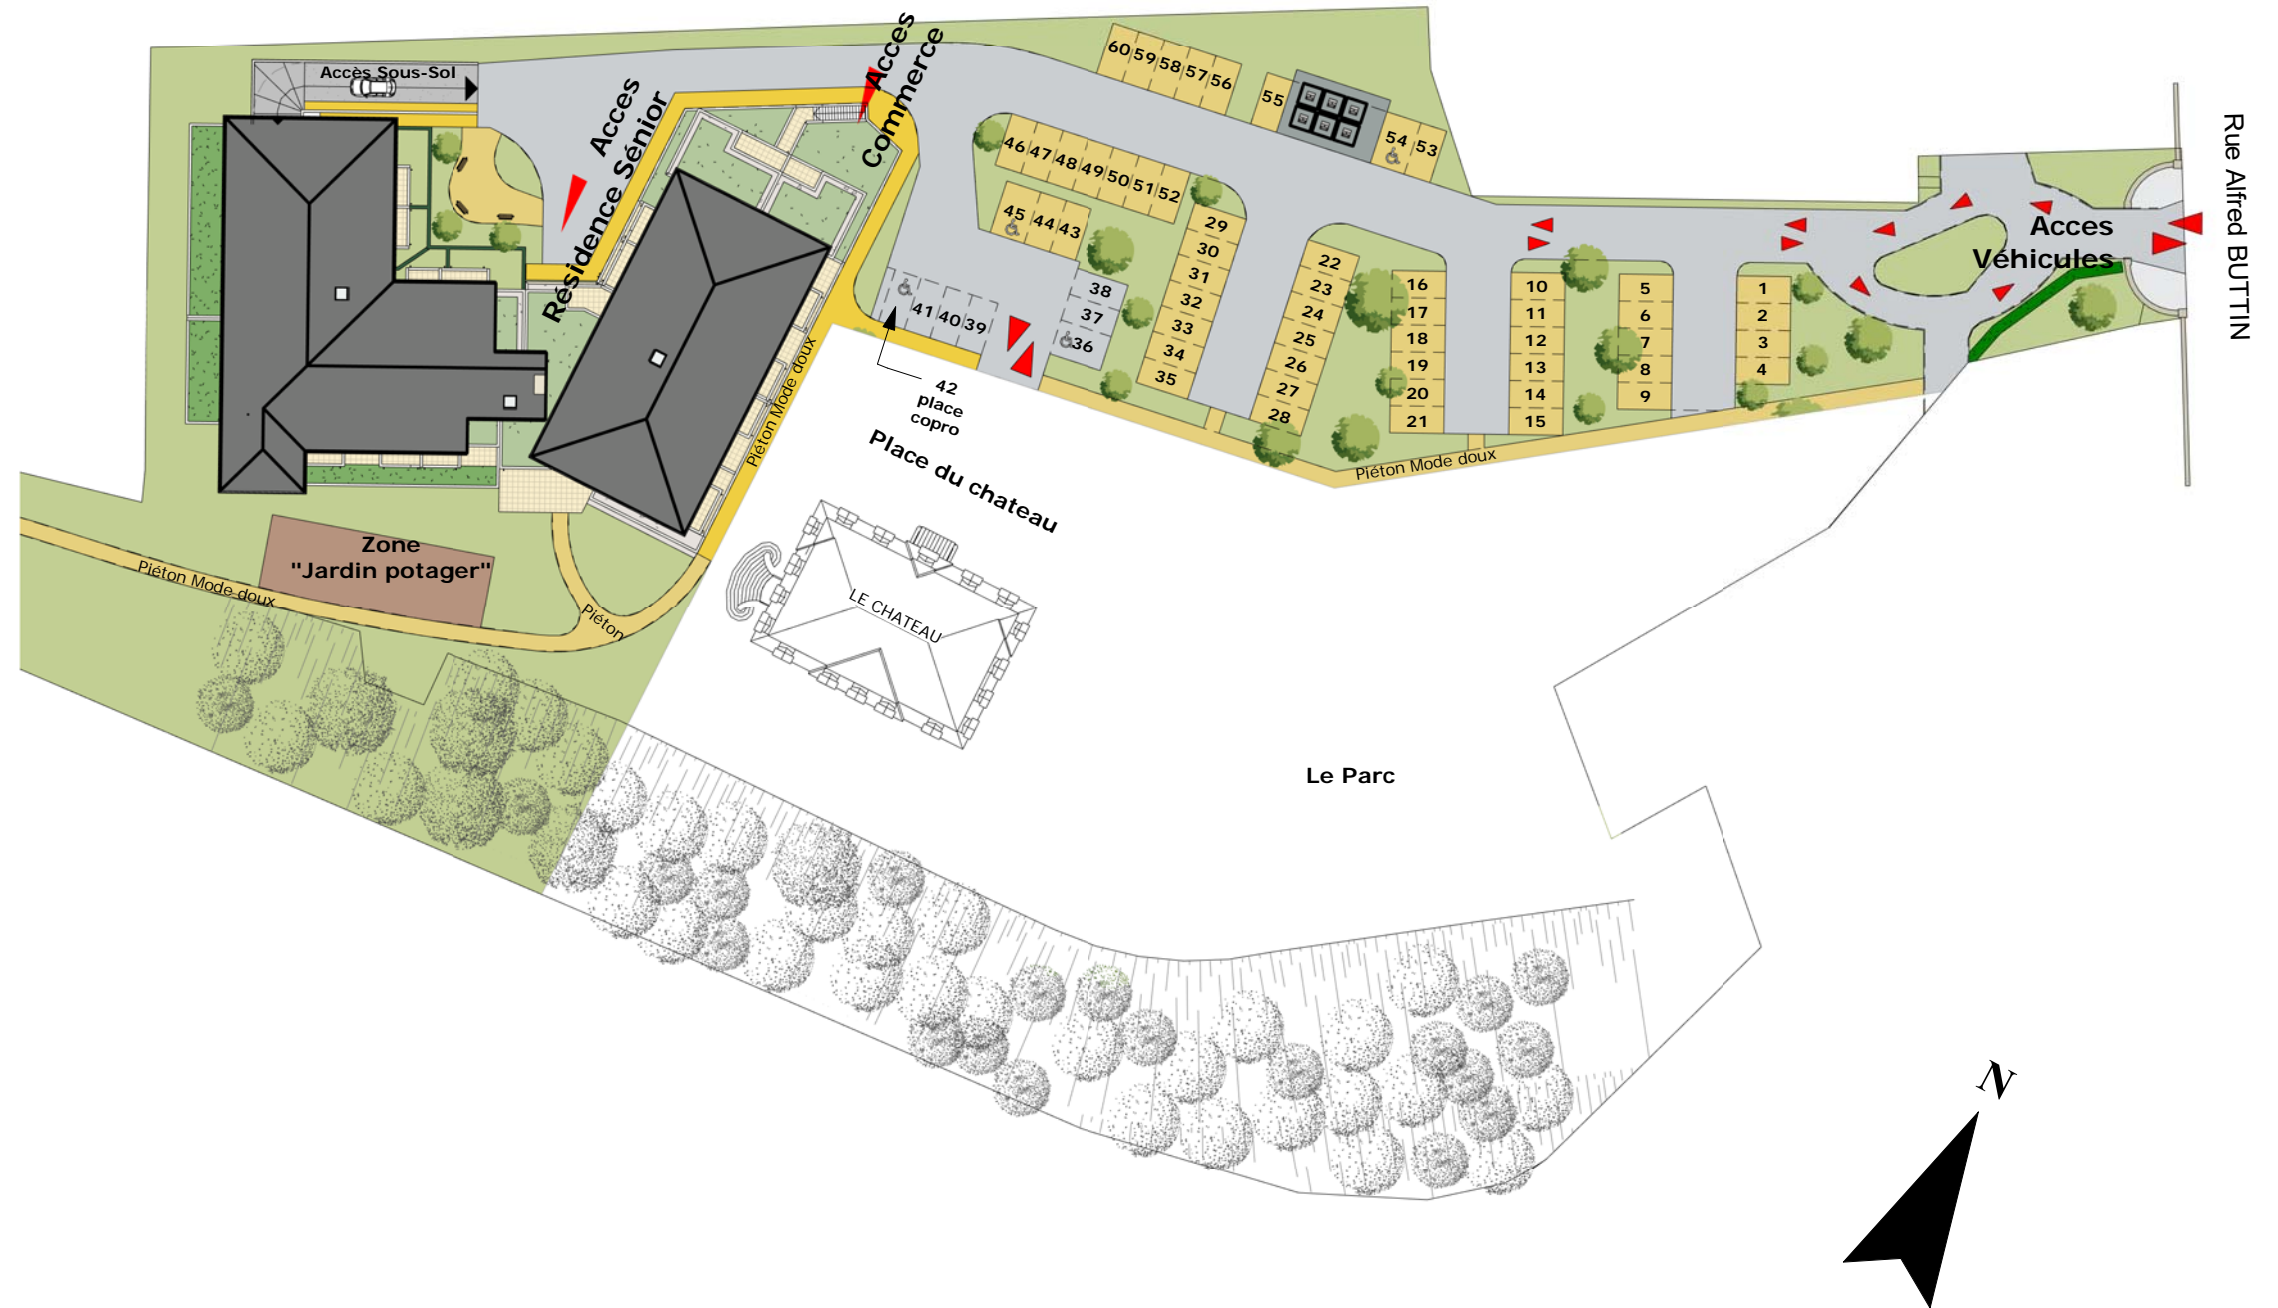 Accès Sous-Sol
Acces
Résidence Sénior
Acces
Commerce
60 59 58 57 56
55
54 53
46 47 48 49 50 51 52
45 44 43
42
place
copro
41 40 39
38
37
36
29
30
31
32
33
34
35
22
23
24
25
26
27
28
16
17
18
19
20
21
10
11
12
13
14
15
5
6
7
8
9
1
2
3
4
Acces
Véhicules
Rue Alfred BUTTIN
Piéton Mode doux
Piéton Mode doux
Place du chateau
LE CHATEAU
Zone
"Jardin potager"
Piéton Mode doux
Piéton
Le Parc
N